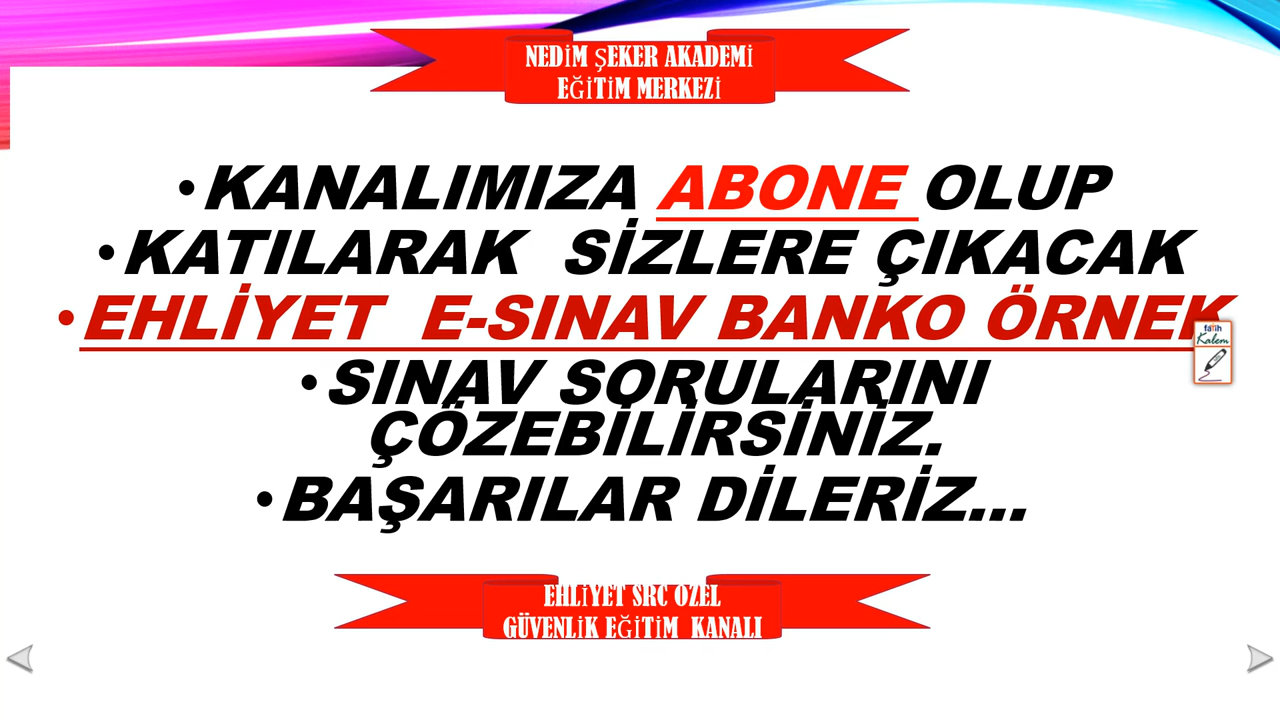 NEDİM ŞEKER AKADEMİ
EĞİTİM MERKEZİ
• KANALIMIZA ABONE OLUP
• KATILARAK SİZLERE ÇIKACAK
• EHLİYET E-SINAV BANKO ÖRNEK
fatih
Kalem
• SINAV SORULARINI
ÇÖZEBİLİRSİNİZ.
• BAŞARILAR DİLERİZ...
EHLİYET SRC ÖZEL
GÜVENLİK EĞİTİM KANALI